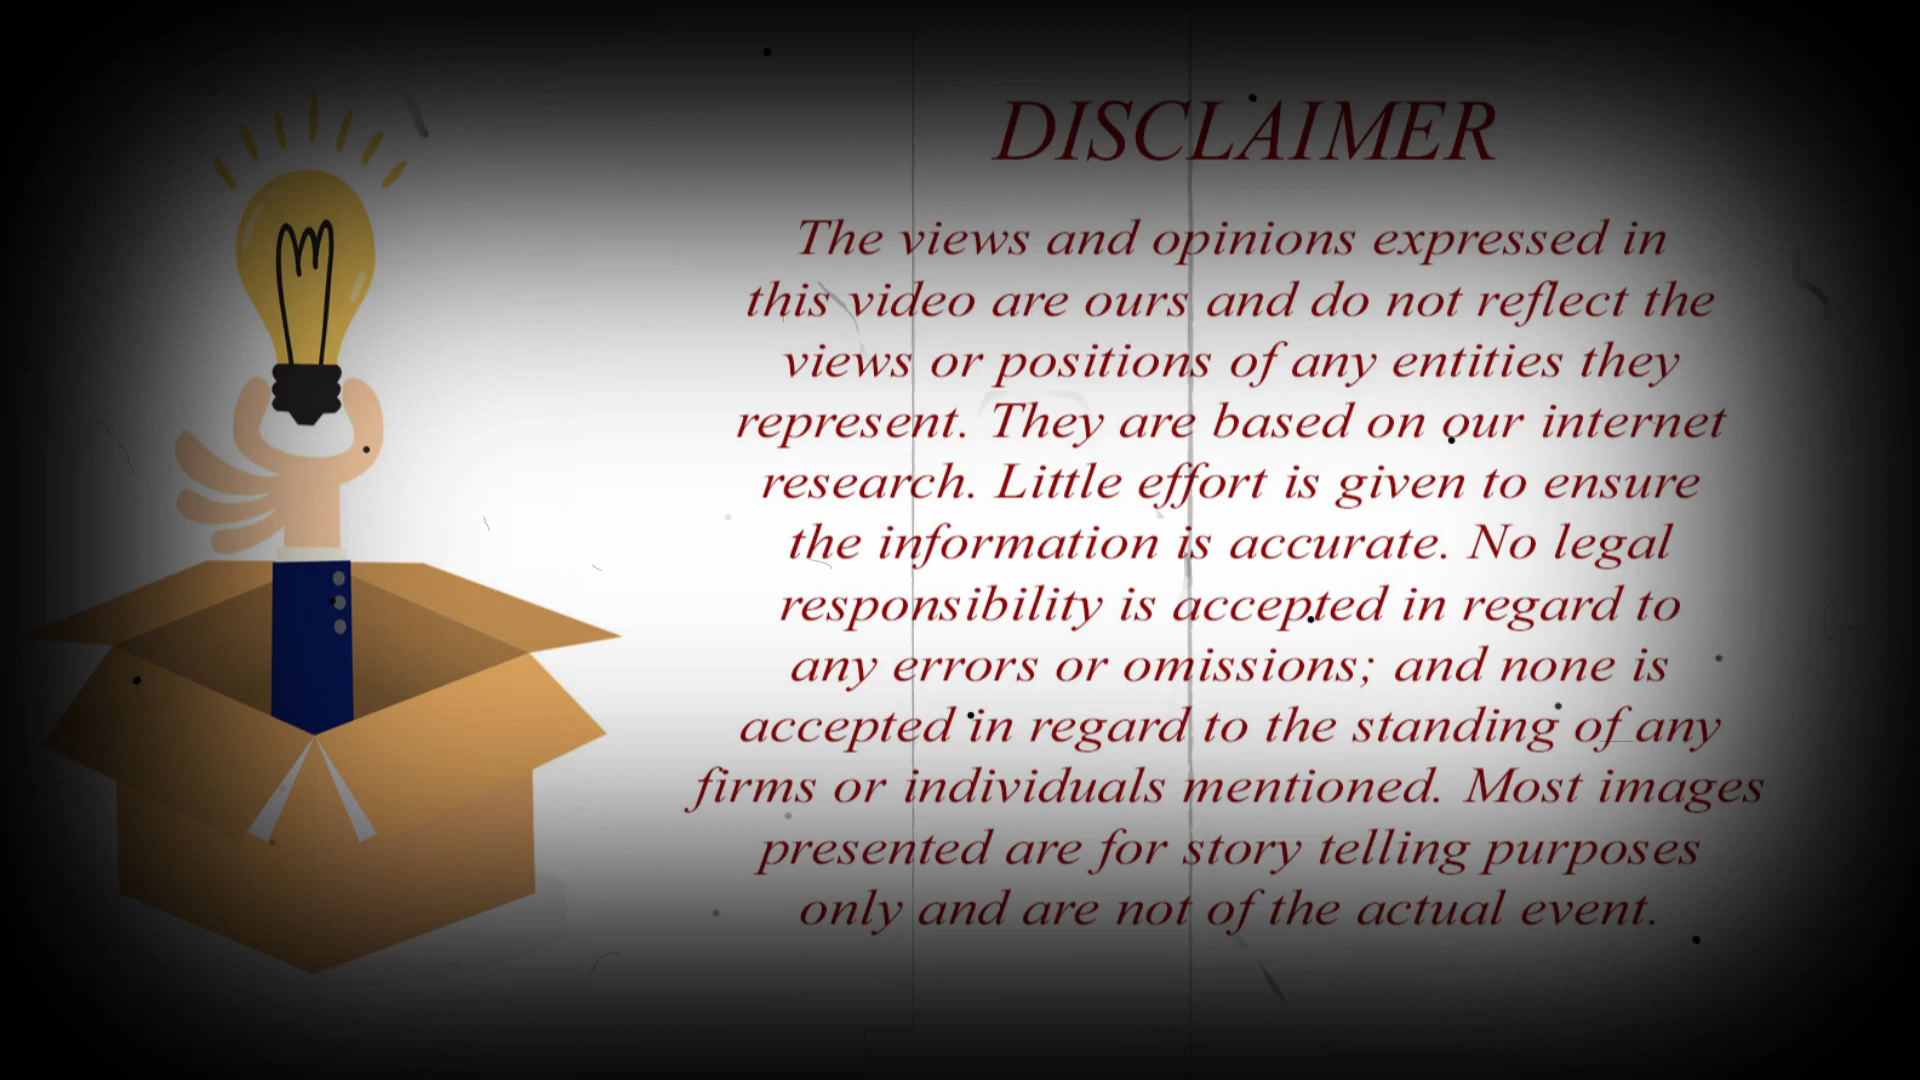 DISCLAIMER
The views and opinions expressed in
this video are ours and do not reflect the
views or positions of any entities they
represent. They are based on our internet
research. Little effort is given to ensure
the information is accurate. No legal
responsibility is accepted in regard to
any errors or omissions; and none is
accepted in regard to the standing of any
firms or individuals mentioned. Most images
presented are for story telling purposes
only and are not of the actual event.